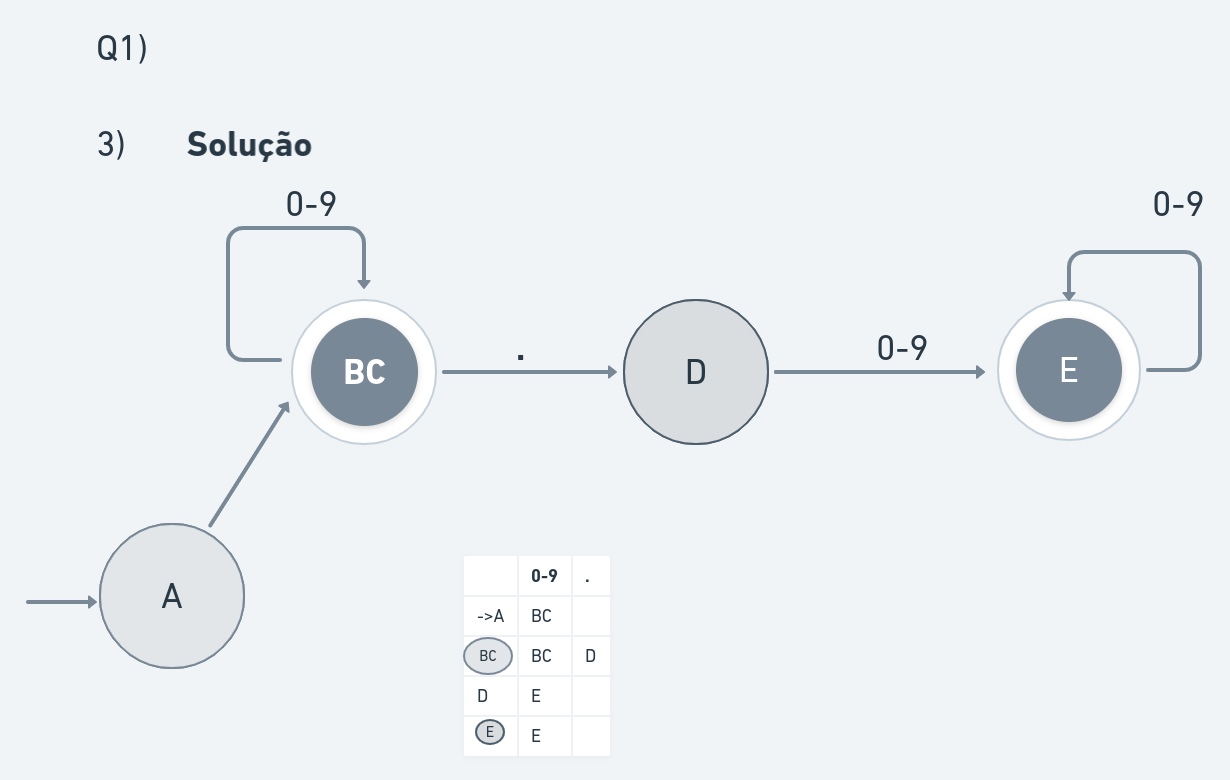 Q1)
3) Solução
0-9
0-9
BC
.
D
0-9
E
A
0-9 .
->A BC
BC BC D
D E
E E